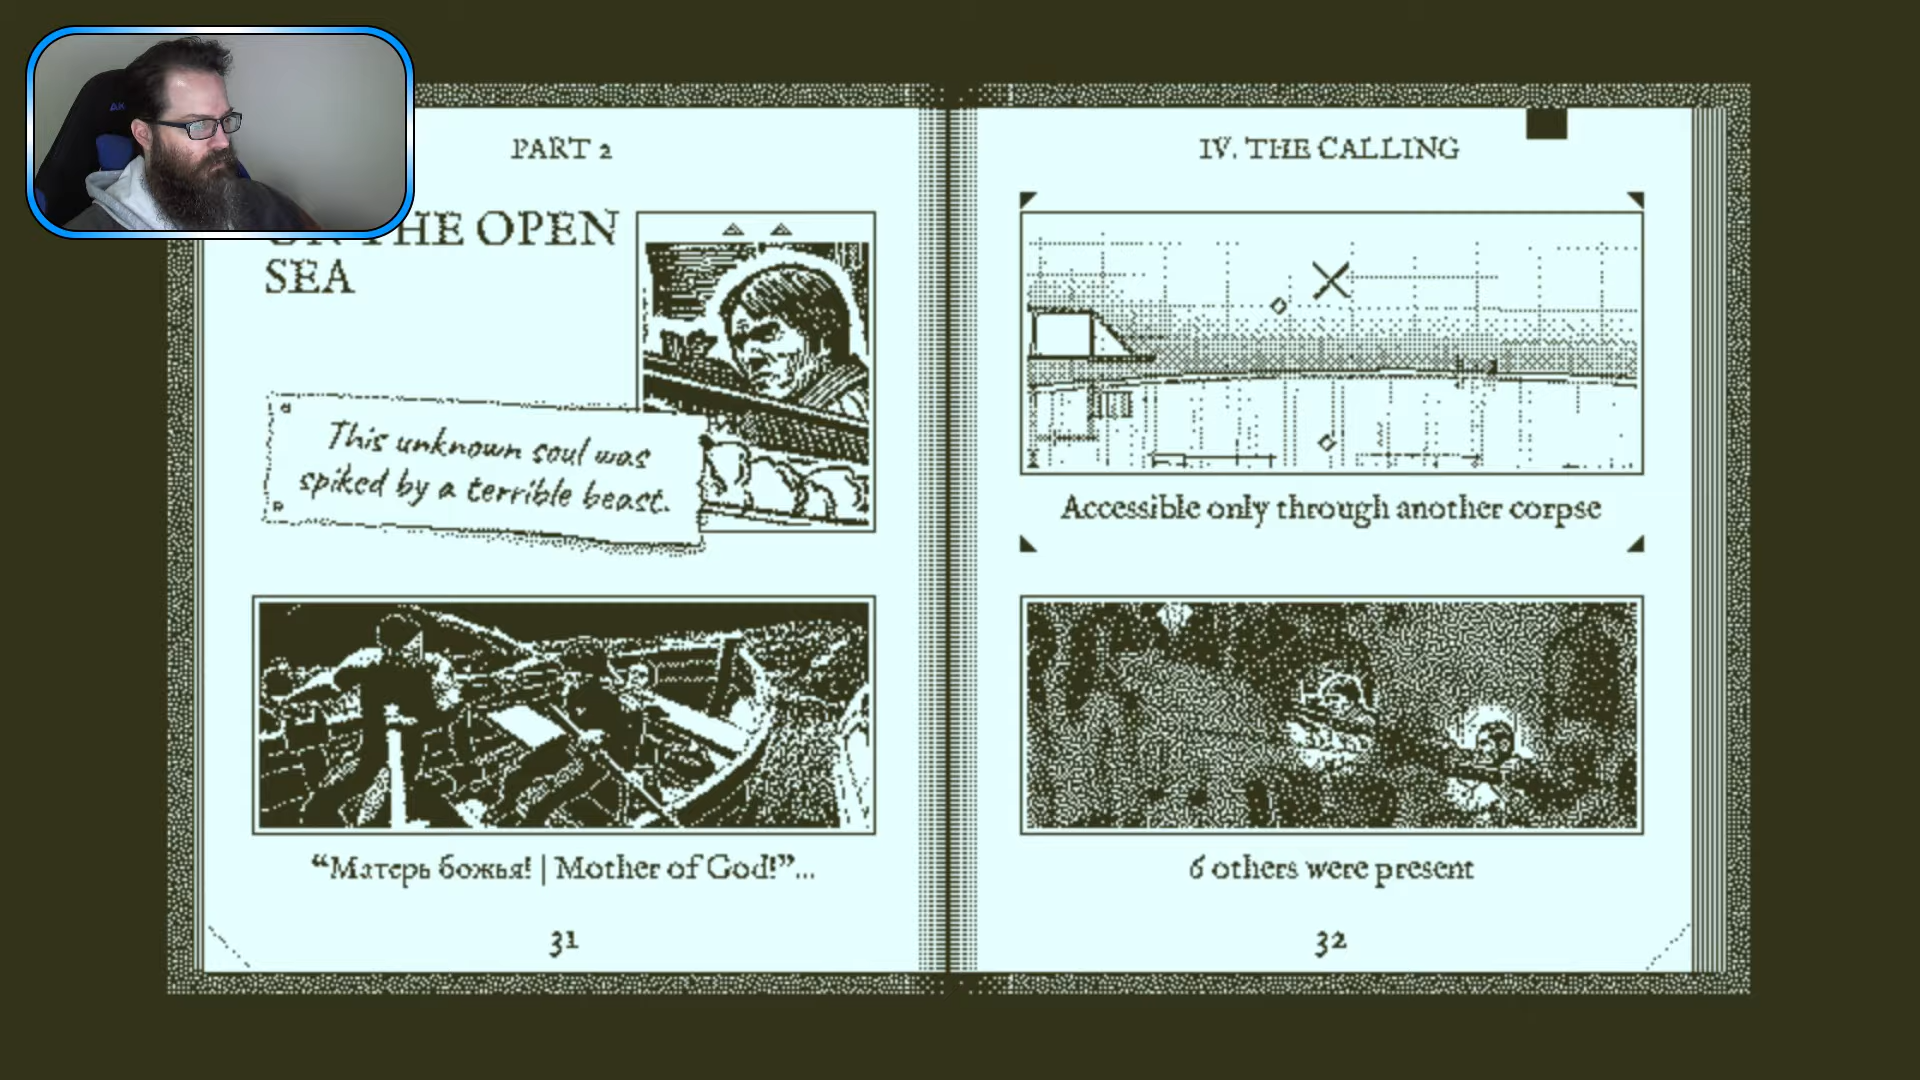 PART 2
THE OPEN
SEA
This unknown soul was
spiked by a terrible beast.
“Матерь божья! | Mother of God!”...
31
IV. THE CALLING
Accessible only through another corpse
6 others were present
32